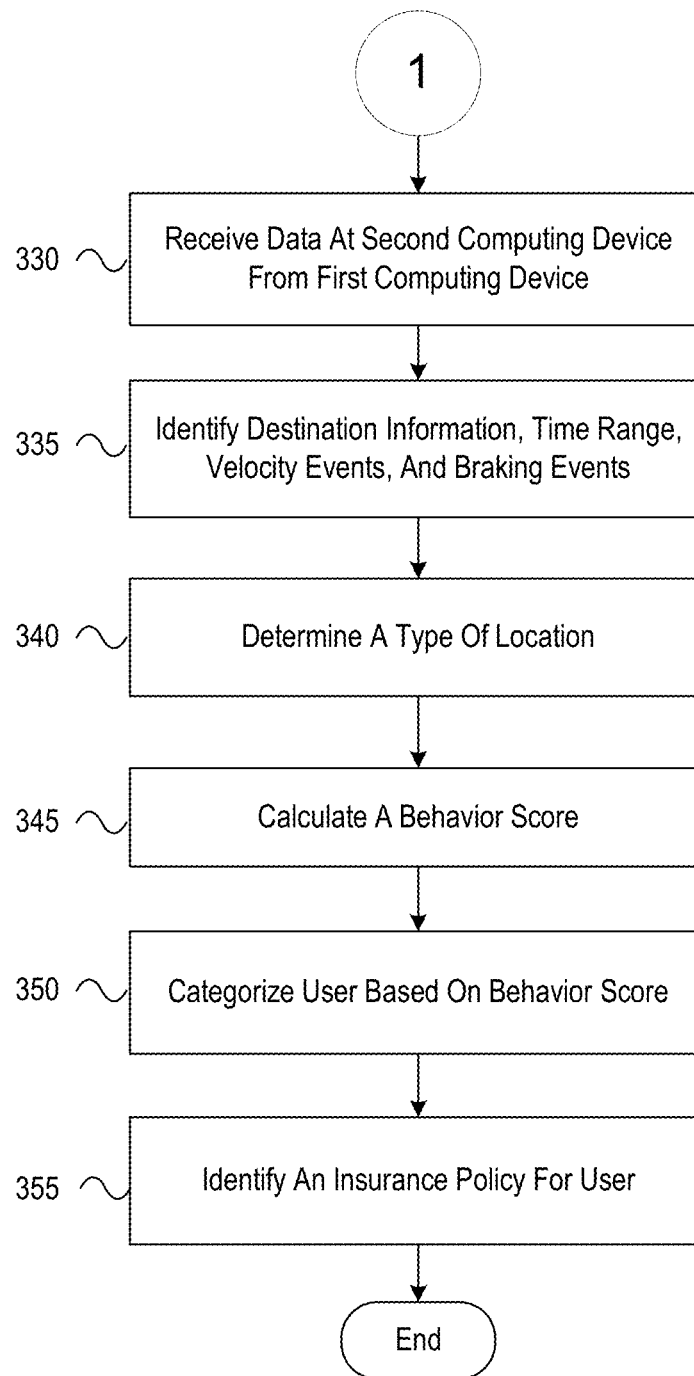 1
330
Receive Data At Second Computing Device
From First Computing Device
335
Identify Destination Information, Time Range,
Velocity Events, And Braking Events
340
Determine A Type Of Location
345
Calculate A Behavior Score
350
Categorize User Based On Behavior Score
355
Identify An Insurance Policy For User
End